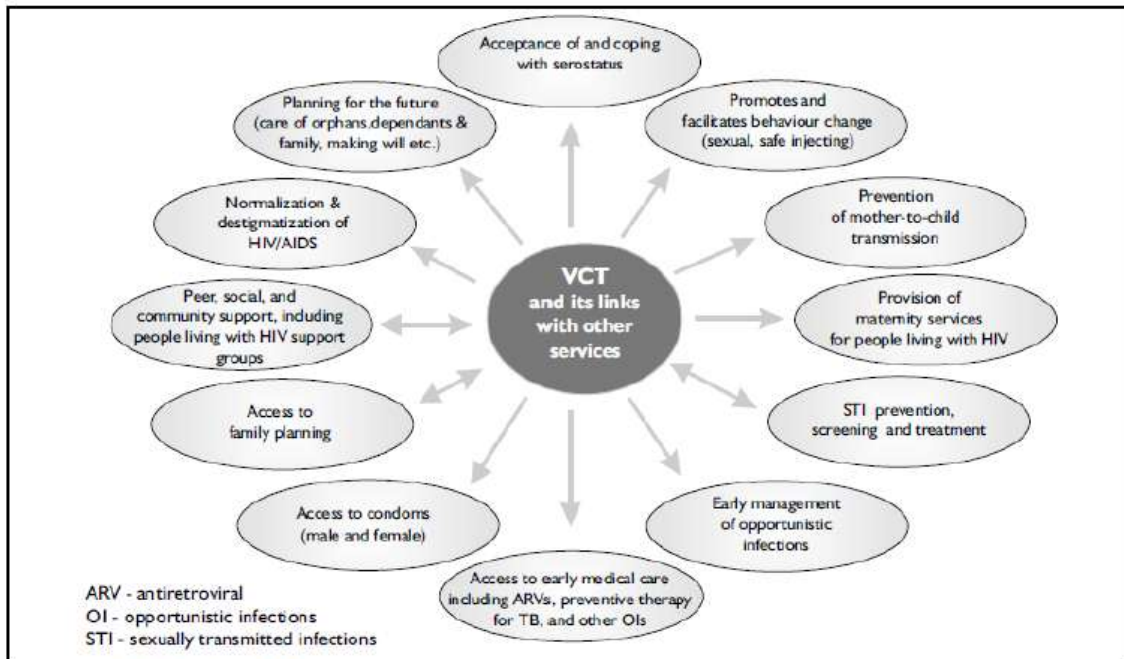 Acceptance of and coping
with serostatus
Promotes and
facilitates behaviour change
(sexual, safe injecting)
Prevention
of mother-to-child
transmission
Provision of
maternity services
for people living with HIV
STI prevention,
screening and treatment
Early management
of opportunistic
infections
Access to early medical care
including ARVs, preventive therapy
for TB, and other OIs
Access to condoms
(male and female)
Access to
family planning
Peer, social, and
community support, including
people living with HIV support
groups
Normalization &
destigmatization of
HIV/AIDS
Planning for the future
(care of orphans,dependants &
family, making will etc.)
VCT
and its links
with other
services
ARV - antiretroviral
OI - opportunistic infections
STI - sexually transmitted infections